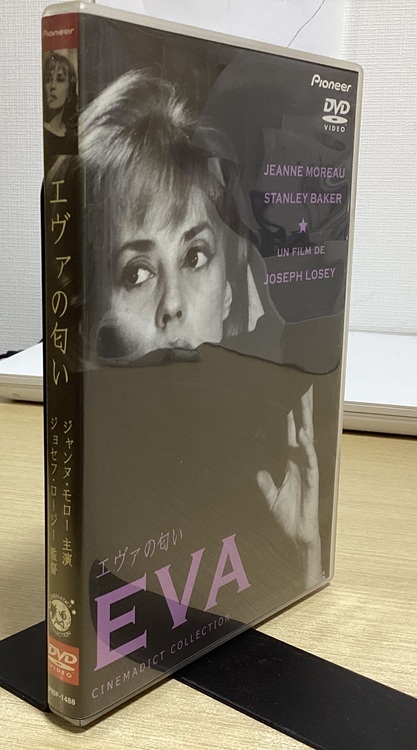 エヴァの匂い
ジャンヌ・モロー 主演
ジョセフ・ロージー 監督
DVD
VIDEO
Pioneer
DVD
VIDEO
JEANNE MOREAU
STANLEY BAKER
★
UN FILM DE
JOSEPH LOSEY
エヴァの匂い
EVA
CINEMADICT COLLECTION